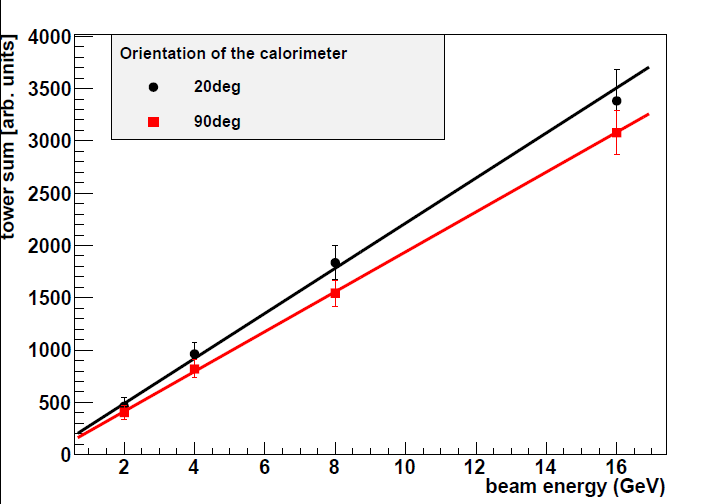 tower sum [arb. units]
4000
3500
3000
2500
2000
1500
1000
500
0
Orientation of the calorimeter
20deg
90deg
2 4 6 8 10 12 14 16
beam energy (GeV)